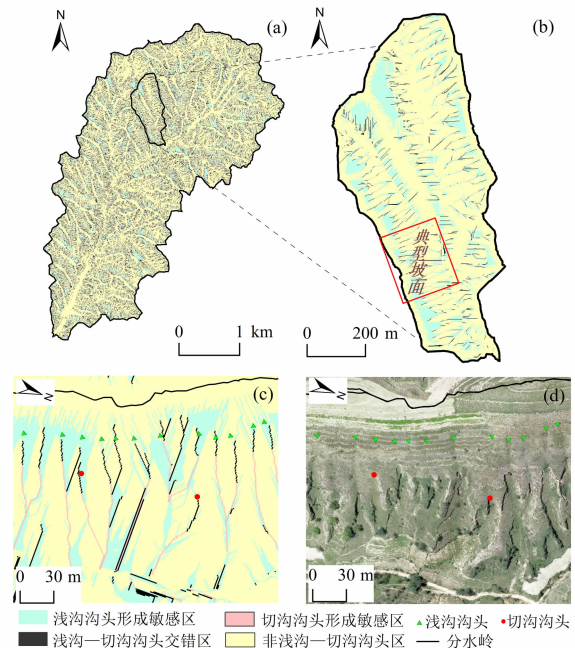 N
(a)
N
(b)
典型坡面
0 1 km
0 200 m
(c)
N
(d)
N
0 30 m
0 30 m
浅沟沟头形成敏感区 切沟沟头形成敏感区 浅沟沟头 切沟沟头
浅沟—切沟沟头交错区 非浅沟—切沟沟头区 分水岭